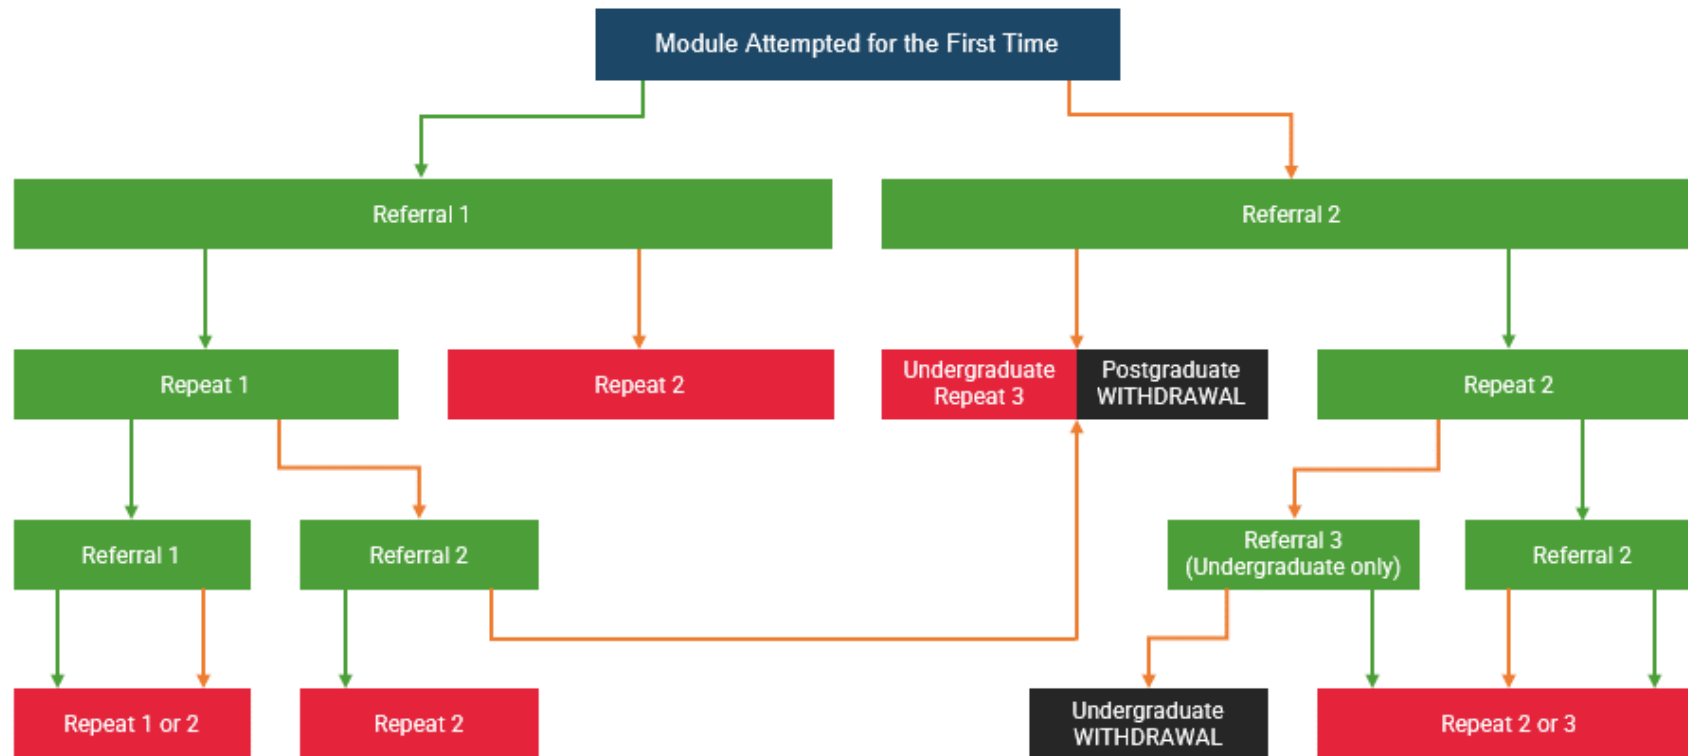 Module Attempted for the First Time
Referral 1
Referral 2
Repeat 1
Repeat 2
Undergraduate
Repeat 3
Postgraduate
WITHDRAWAL
Repeat 2
Referral 1
Referral 2
Referral 3
(Undergraduate only)
Referral 2
Repeat 1 or 2
Repeat 2
Undergraduate
WITHDRAWAL
Repeat 2 or 3